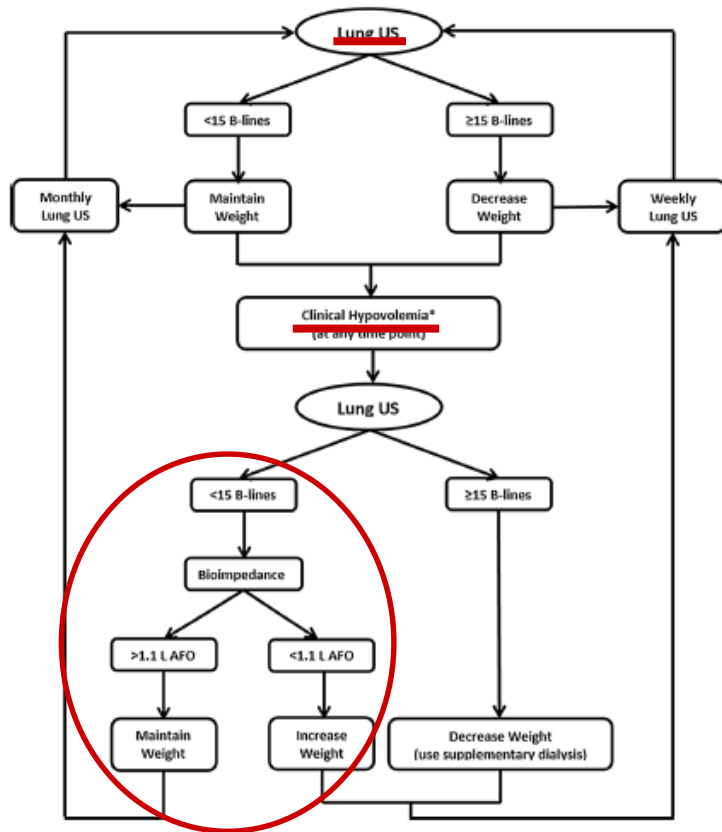 Lung US
<15 B-lines
≥15 B-lines
Monthly
Lung US
Maintain
Weight
Decrease
Weight
Weekly
Lung US
Clinical Hypovolemia*
(at any time point)
Lung US
<15 B-lines
≥15 B-lines
Bioimpedance
>1.1 L AFO
<1.1 L AFO
Maintain
Weight
Increase
Weight
Decrease Weight
(use supplementary dialysis)